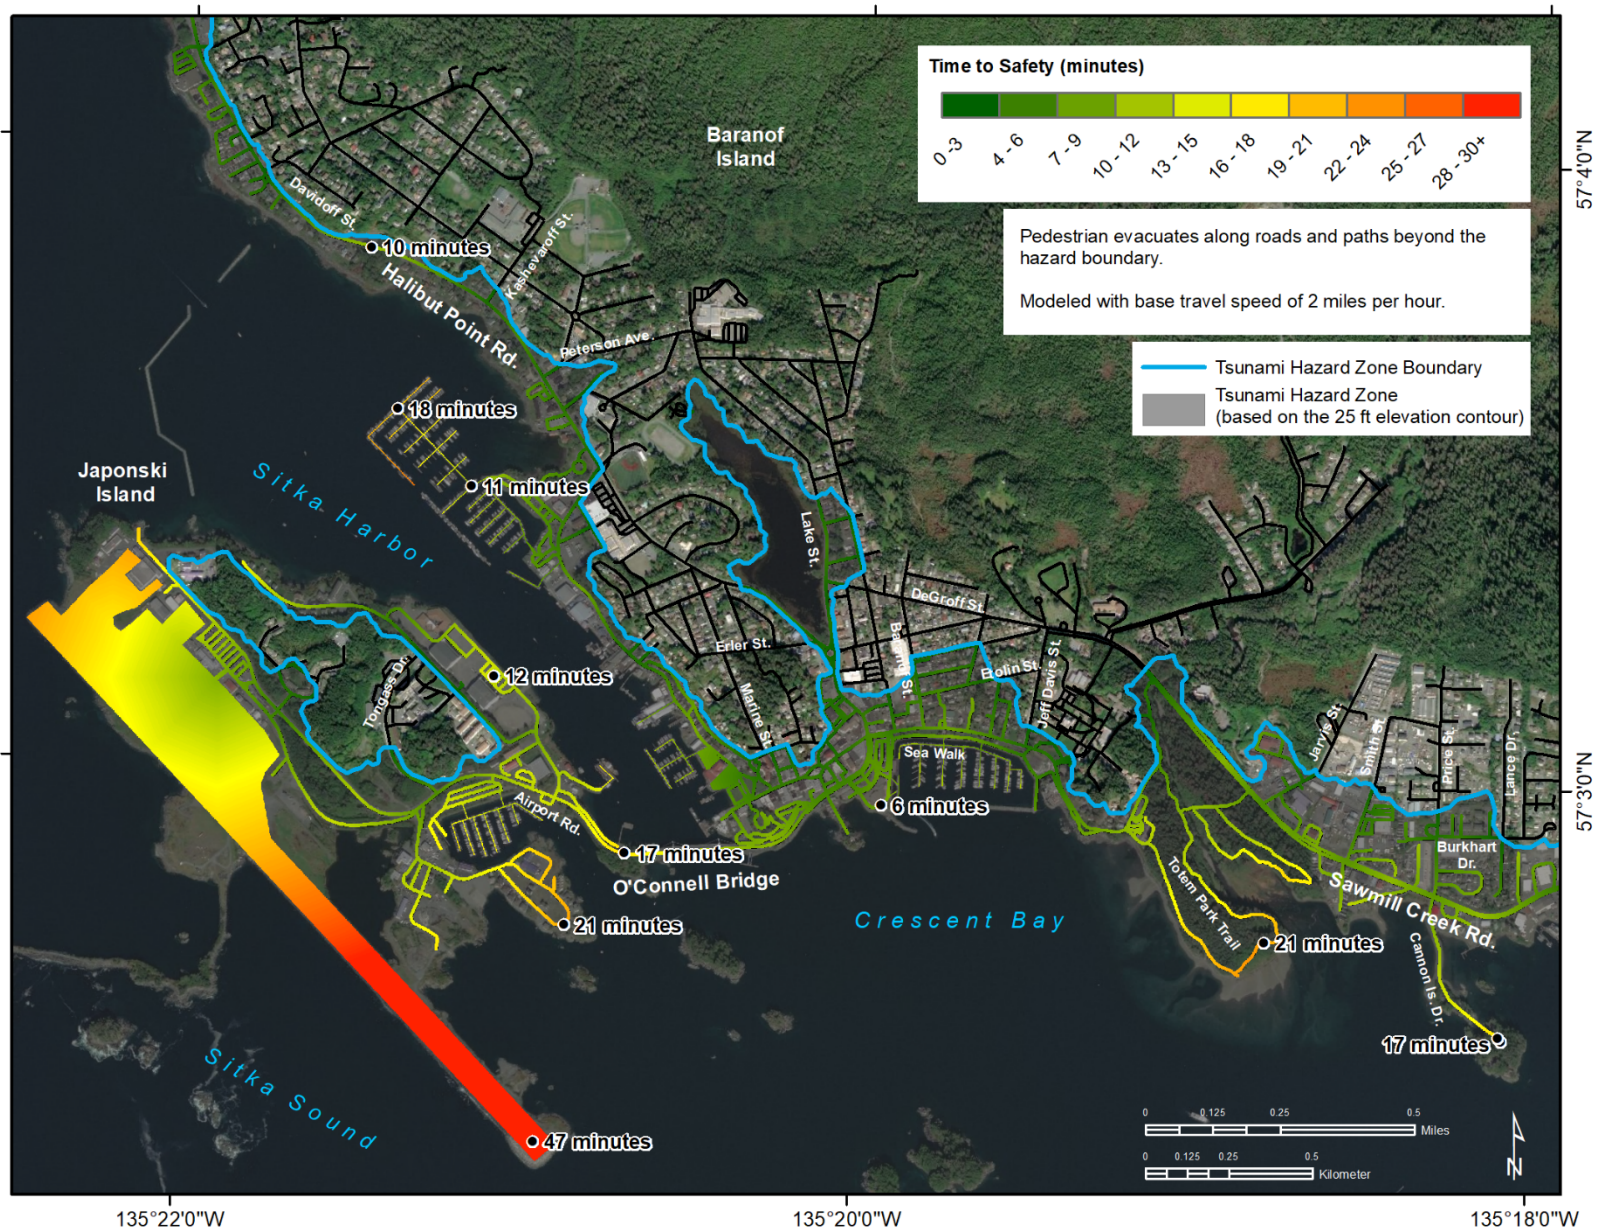 Time to Safety (minutes)
0 -3
4 - 6
7 - 9
10 - 12
13 - 15
16 - 18
19 - 21
22 - 24
25 - 27
28 - 30+
Pedestrian evacuates along roads and paths beyond the
hazard boundary.
Modeled with base travel speed of 2 miles per hour.
Tsunami Hazard Zone Boundary
Tsunami Hazard Zone
(based on the 25 ft elevation contour)
Baranof
Island
57°4'0"N
Davidoff St.
10 minutes
Kashevaroff St.
Halibut Point Rd.
Peterson Ave.
18 minutes
11 minutes
Japonski
Island
Sitka Harbor
Lake St.
DeGroff St.
Baranof St.
Erler St.
Etolin St.
Jeff Davis St.
12 minutes
Tongass Dr.
Marine St.
Sea Walk
Jarvis St.
Smith St.
Price St.
Lance Dr.
57°3'0"N
6 minutes
Airport Rd.
17 minutes
O'Connell Bridge
Burkhart
Dr.
Totem Park Trail
Sawmill Creek Rd.
21 minutes
Crescent Bay
21 minutes
Cannon Is. Dr.
17 minutes
Sitka Sound
47 minutes
0 0.125 0.25 0.5
Miles
0 0.125 0.25 0.5
Kilometer
N
135°22'0"W
135°20'0"W
135°18'0"W